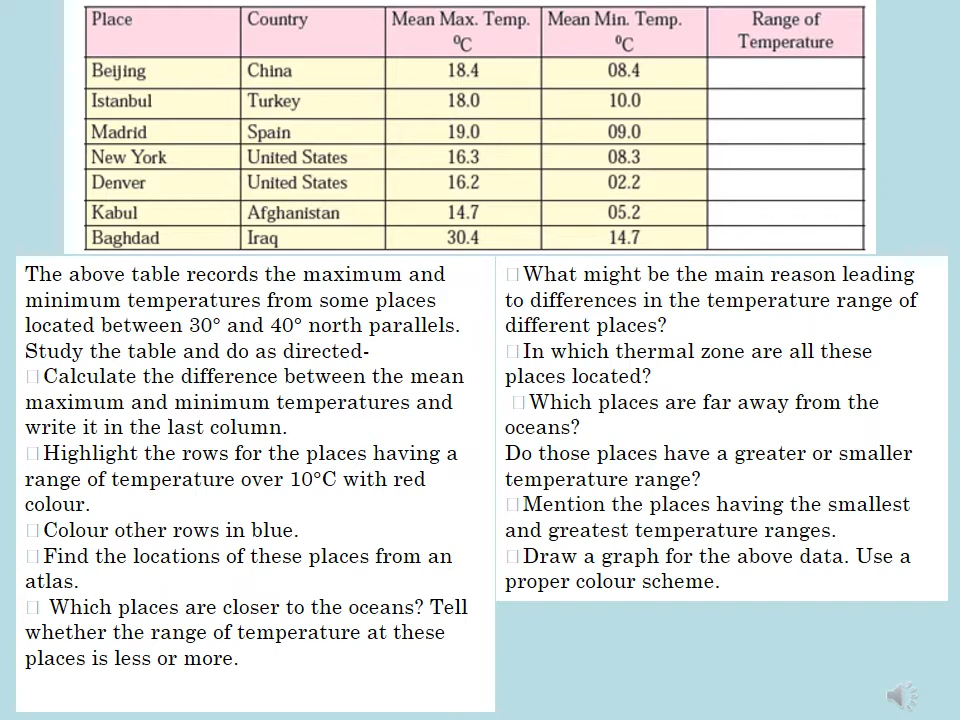 Place Country Mean Max. Temp. Mean Min. Temp. Range of
⁰C ⁰C Temperature
Beijing China 18.4 08.4
Istanbul Turkey 18.0 10.0
Madrid Spain 19.0 09.0
New York United States 16.3 08.3
Denver United States 16.2 02.2
Kabul Afghanistan 14.7 05.2
Baghdad Iraq 30.4 14.7
The above table records the maximum and
minimum temperatures from some places
located between 30° and 40° north parallels.
Study the table and do as directed-
Calculate the difference between the mean
maximum and minimum temperatures and
write it in the last column.
Highlight the rows for the places having a
range of temperature over 10°C with red
colour.
Colour other rows in blue.
Find the locations of these places from an
atlas.
Which places are closer to the oceans? Tell
whether the range of temperature at these
places is less or more.
What might be the main reason leading
to differences in the temperature range of
different places?
In which thermal zone are all these
places located?
Which places are far away from the
oceans?
Do those places have a greater or smaller
temperature range?
Mention the places having the smallest
and greatest temperature ranges.
Draw a graph for the above data. Use a
proper colour scheme.